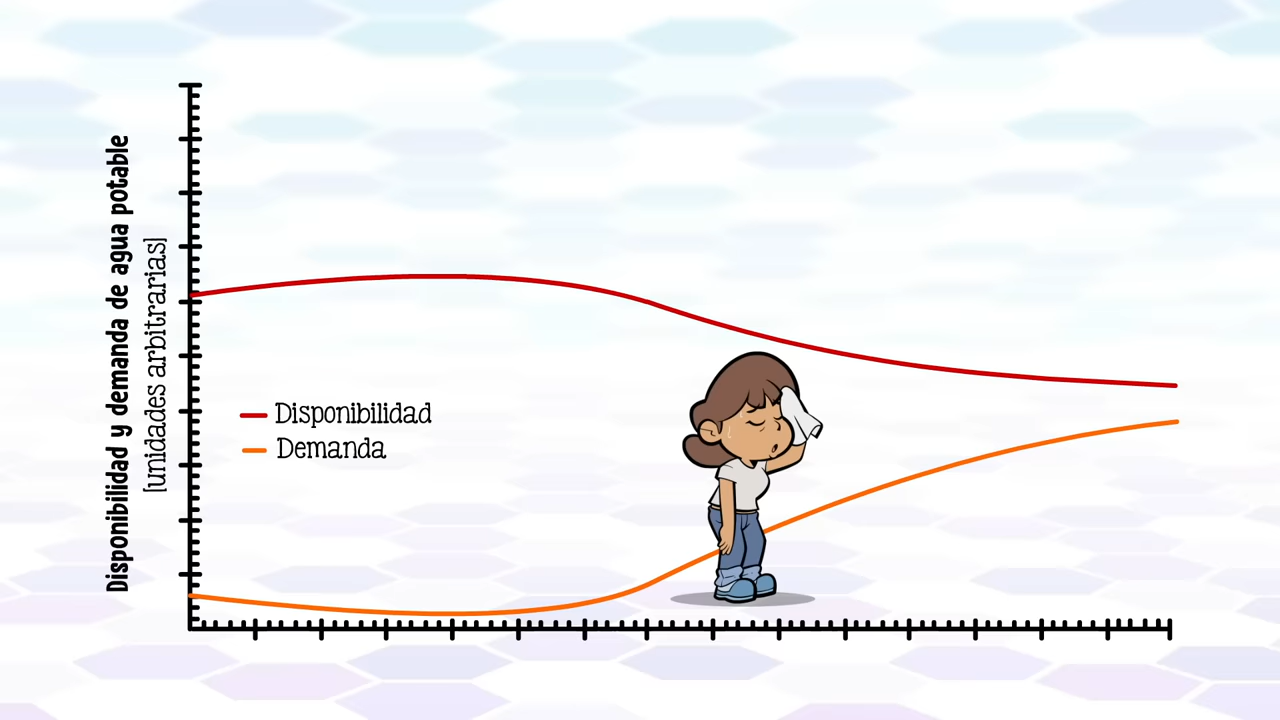 Disponibilidad y demanda de agua potable
[unidades arbitrarias]
Disponibilidad
Demanda